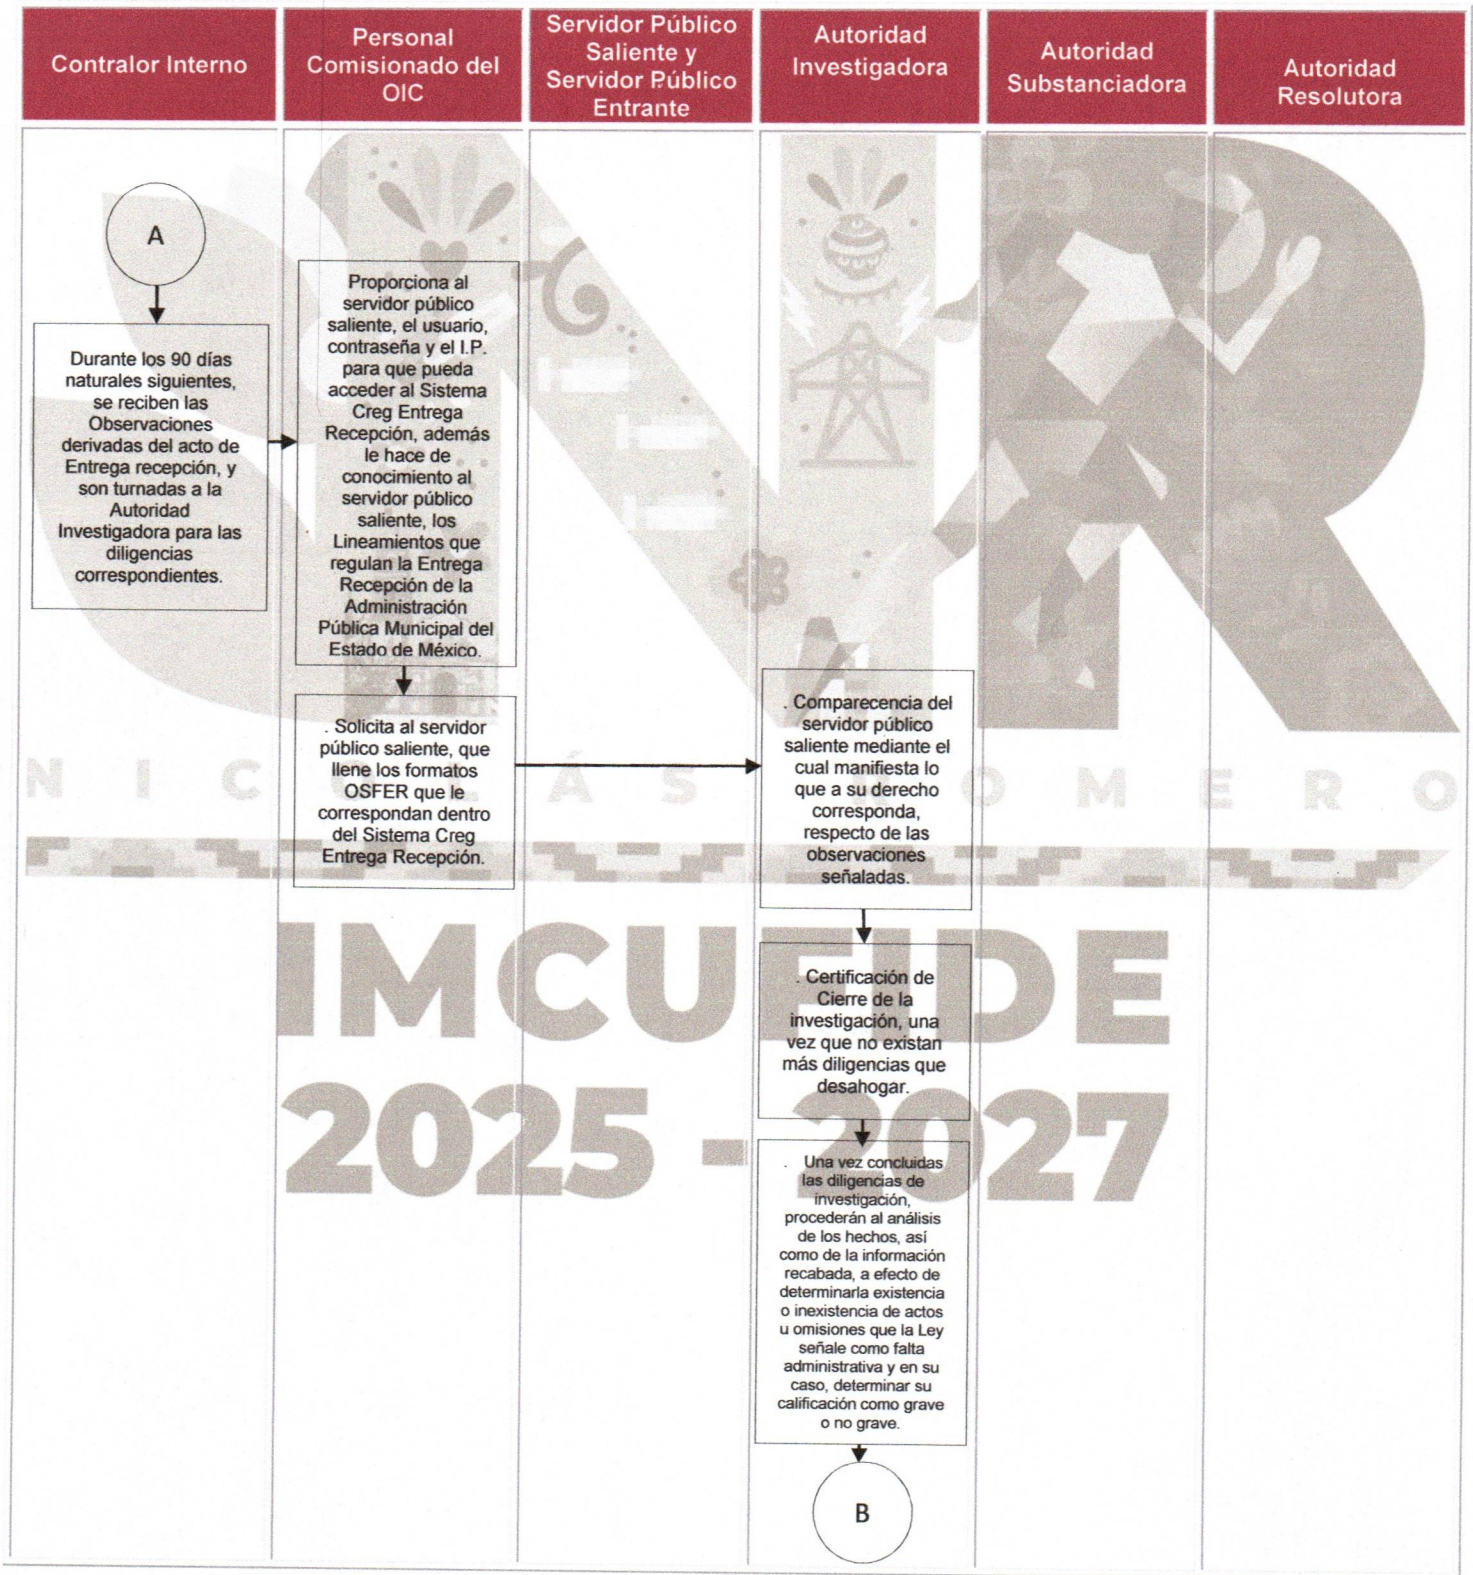 Contralor Interno
Personal
Comisionado del
OIC
Servidor Público
Saliente y
Servidor Público
Entrante
Autoridad
Investigadora
Autoridad
Substanciadora
Autoridad
Resolutora
A
Durante los 90 días
naturales siguientes,
se reciben las
Observaciones
derivadas del acto de
Entrega recepción, y
son turnadas a la
Autoridad
Investigadora para las
diligencias
correspondientes.
Proporciona al
servidor público
saliente, el usuario,
contraseña y el I.P.
para que pueda
acceder al Sistema
Creg Entrega
Recepción, además
le hace de
conocimiento al
servidor público
saliente, los
Lineamientos que
regulan la Entrega
Recepción de la
Administración
Pública Municipal del
Estado de México.
. Solicita al servidor
público saliente, que
llene los formatos
OSFER que le
correspondan dentro
del Sistema Creg
Entrega Recepción.
. Comparecencia del
servidor público
saliente mediante el
cual manifiesta lo
que a su derecho
corresponda,
respecto de las
observaciones
señaladas.
. Certificación de
Cierre de la
investigación, una
vez que no existan
más diligencias que
desahogar.
. Una vez concluidas
las diligencias de
investigación,
procederán al análisis
de los hechos, así
como de la información
recabada, a efecto de
determinarla existencia
o inexistencia de actos
u omisiones que la Ley
señale como falta
administrativa y en su
caso, determinar su
calificación como grave
o no grave.
B
NR
NICOLÁS ROMERO
IMCUFIDE
2025 - 2027